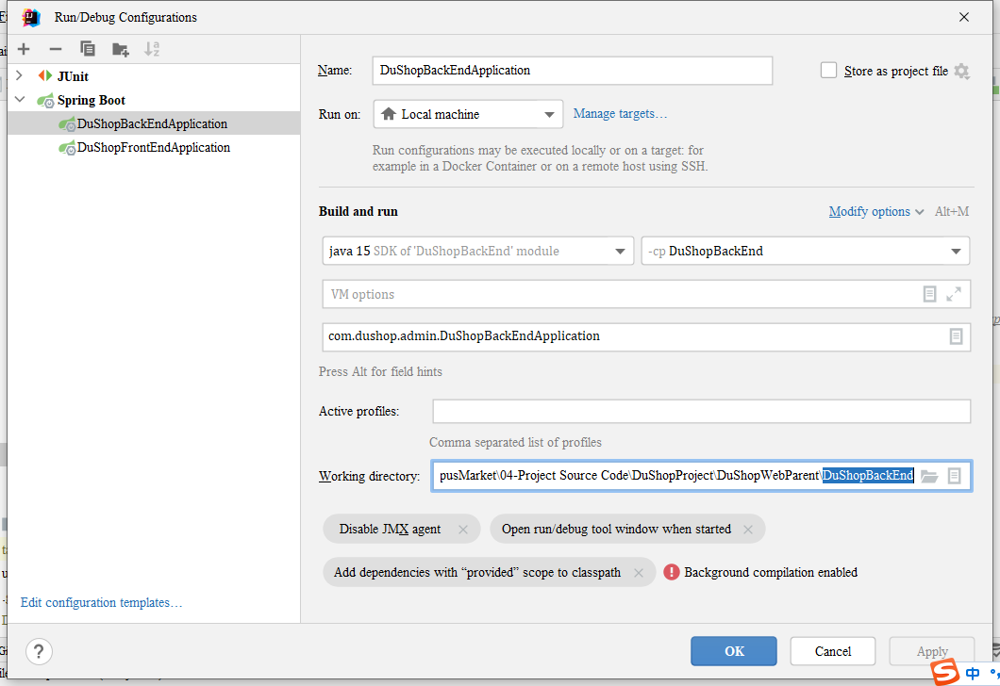 Run/Debug Configurations
JUnit
Spring Boot
DuShopBackEndApplication
DuShopFrontEndApplication
Edit configuration templates…
Name:
DuShopBackEndApplication
Store as project file
Run on:
Local machine
Manage targets…
Run configurations may be executed locally or on a target: for
example in a Docker Container or on a remote host using SSH.
Build and run
Modify options
Alt+M
java 15 SDK of 'DuShopBackEnd' module
-cp DuShopBackEnd
VM options
com.dushop.admin.DuShopBackEndApplication
Press Alt for field hints
Active profiles:
Comma separated list of profiles
Working directory:
pusMarket\04-Project Source Code\DuShopProject\DuShopWebParent\DuShopBackEnd
Disable JMX agent
Open run/debug tool window when started
Add dependencies with “provided” scope to classpath
Background compilation enabled
?
OK
Cancel
Apply
S 中